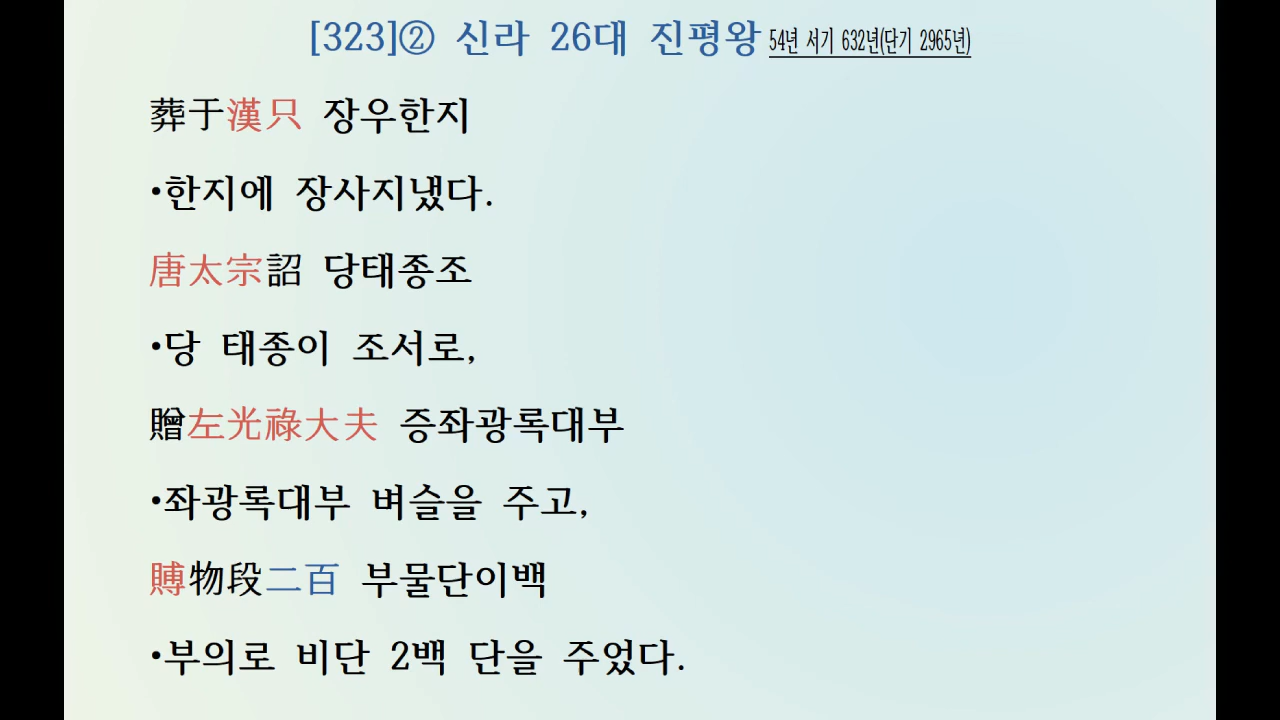 [323]② 신라 26대 진평왕 54년 서기 632년(단기 2965년)
葬于漢只 장우한지
•한지에 장사지냈다.
唐太宗詔 당태종조
•당 태종이 조서로,
贈左光祿大夫 증좌광록대부
•좌광록대부 벼슬을 주고,
賻物段二百 부물단이백
•부의로 비단 2백 단을 주었다.